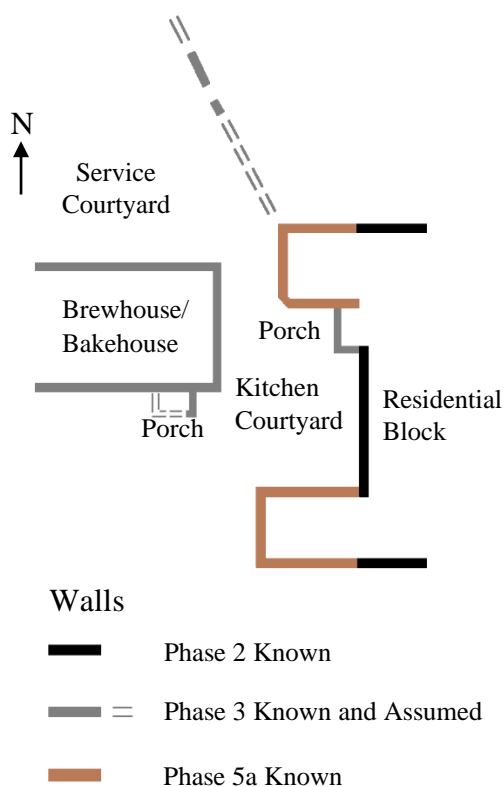 N
Service
Courtyard
Brewhouse/
Bakehouse
Porch
Kitchen
Courtyard
Residential
Block
Porch
Walls
Phase 2 Known
Phase 3 Known and Assumed
Phase 5a Known